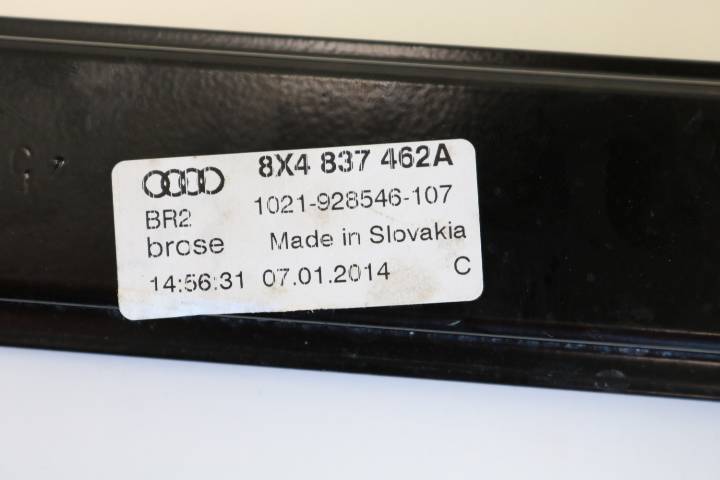 8X4 837 462A
BR2 1021-928546-107
brose Made in Slovakia
14:56:31 07.01.2014 C